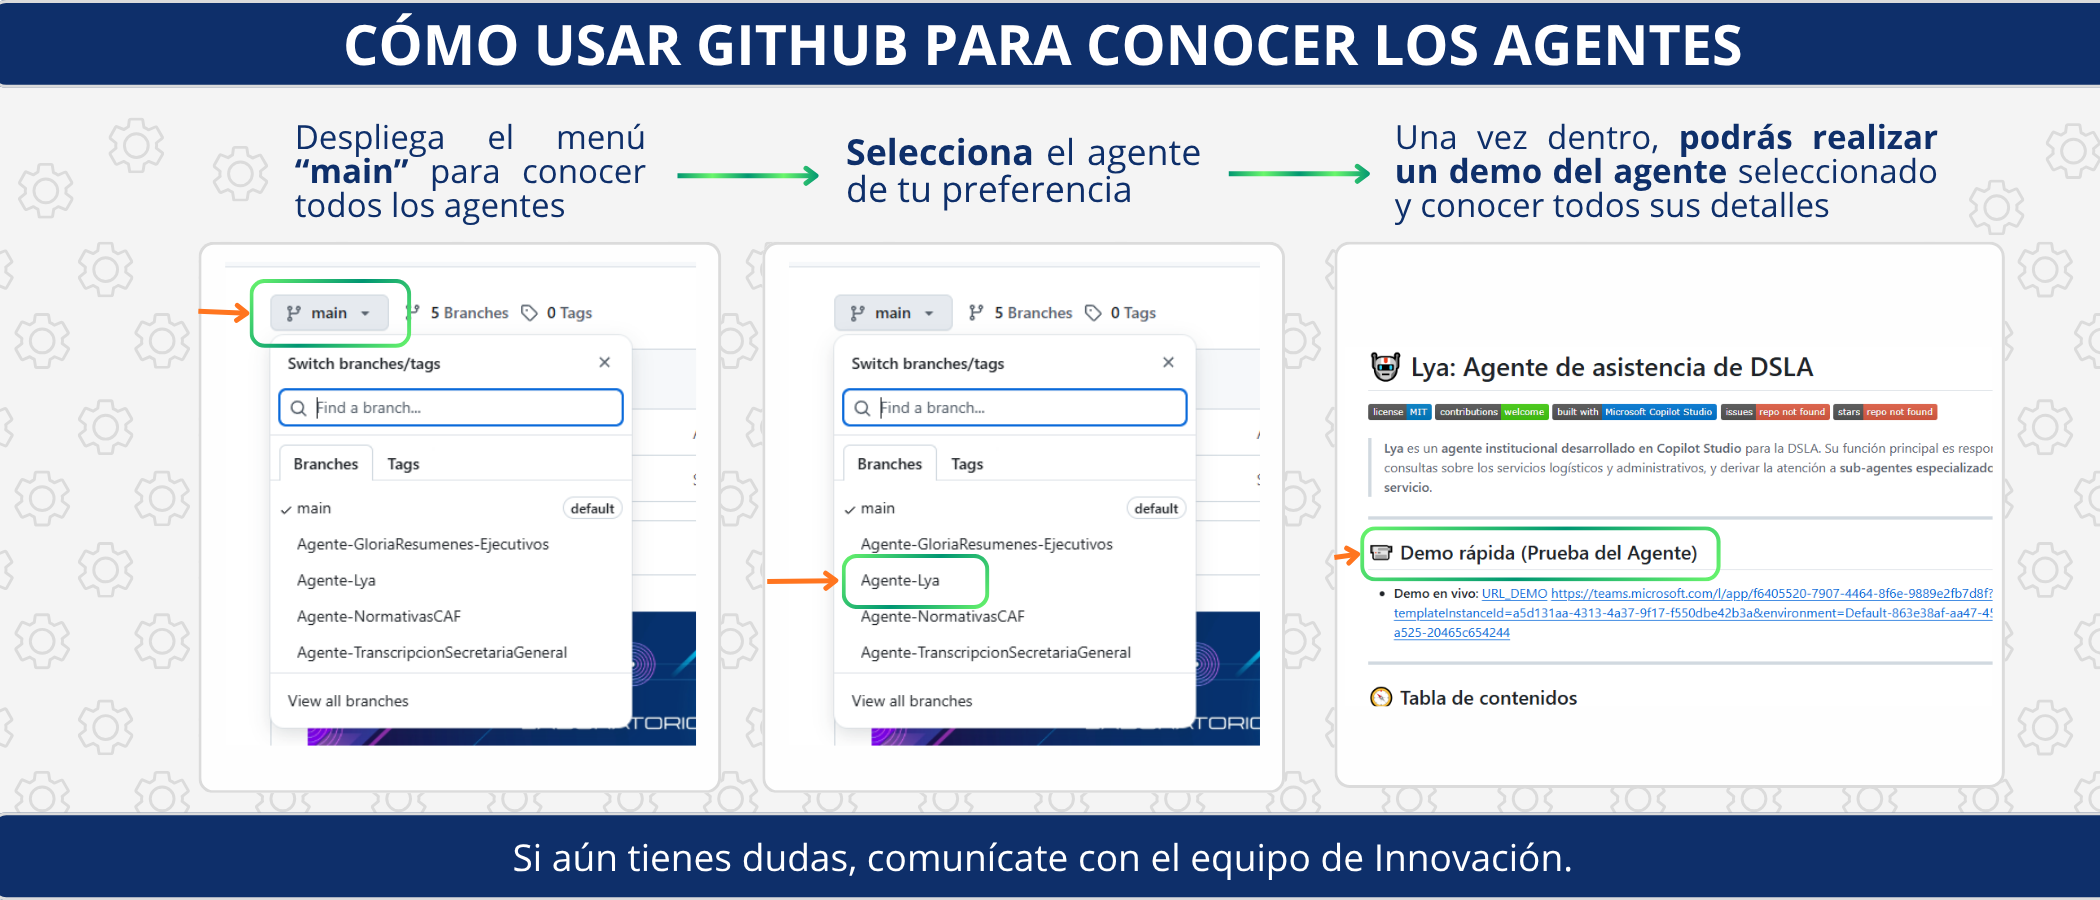 CÓMO USAR GITHUB PARA CONOCER LOS AGENTES
Despliega el menú
“main” para conocer
todos los agentes
Selecciona el agente
de tu preferencia
Una vez dentro, podrás realizar
un demo del agente seleccionado
y conocer todos sus detalles
main
5 Branches
0 Tags
Switch branches/tags
Find a branch...
Branches
Tags
main
default
Agente-GloriaResumenes-Ejecutivos
Agente-Lya
Agente-NormativasCAF
Agente-TranscripcionSecretariaGeneral
View all branches
main
5 Branches
0 Tags
Switch branches/tags
Find a branch...
Branches
Tags
main
default
Agente-GloriaResumenes-Ejecutivos
Agente-Lya
Agente-NormativasCAF
Agente-TranscripcionSecretariaGeneral
View all branches
Lya: Agente de asistencia de DSLA
license MIT contributions welcome built with Microsoft Copilot Studio issues repo not found stars repo not found
Lya es un agente institucional desarrollado en Copilot Studio para la DSLA. Su función principal es respor
consultas sobre los servicios logísticos y administrativos, y derivar la atención a sub-agentes especializadc
servicio.
Demo rápida (Prueba del Agente)
• Demo en vivo: URL_DEMO https://teams.microsoft.com/l/app/f6405520-7907-4464-8f6e-9889e2fb7d8f?
templateInstanceId=a5d131aa-4313-4a37-9f17-f550dbe42b3a&environment=Default-863e38af-aa47-45
a525-20465c654244
Tabla de contenidos
Si aún tienes dudas, comunícate con el equipo de Innovación.